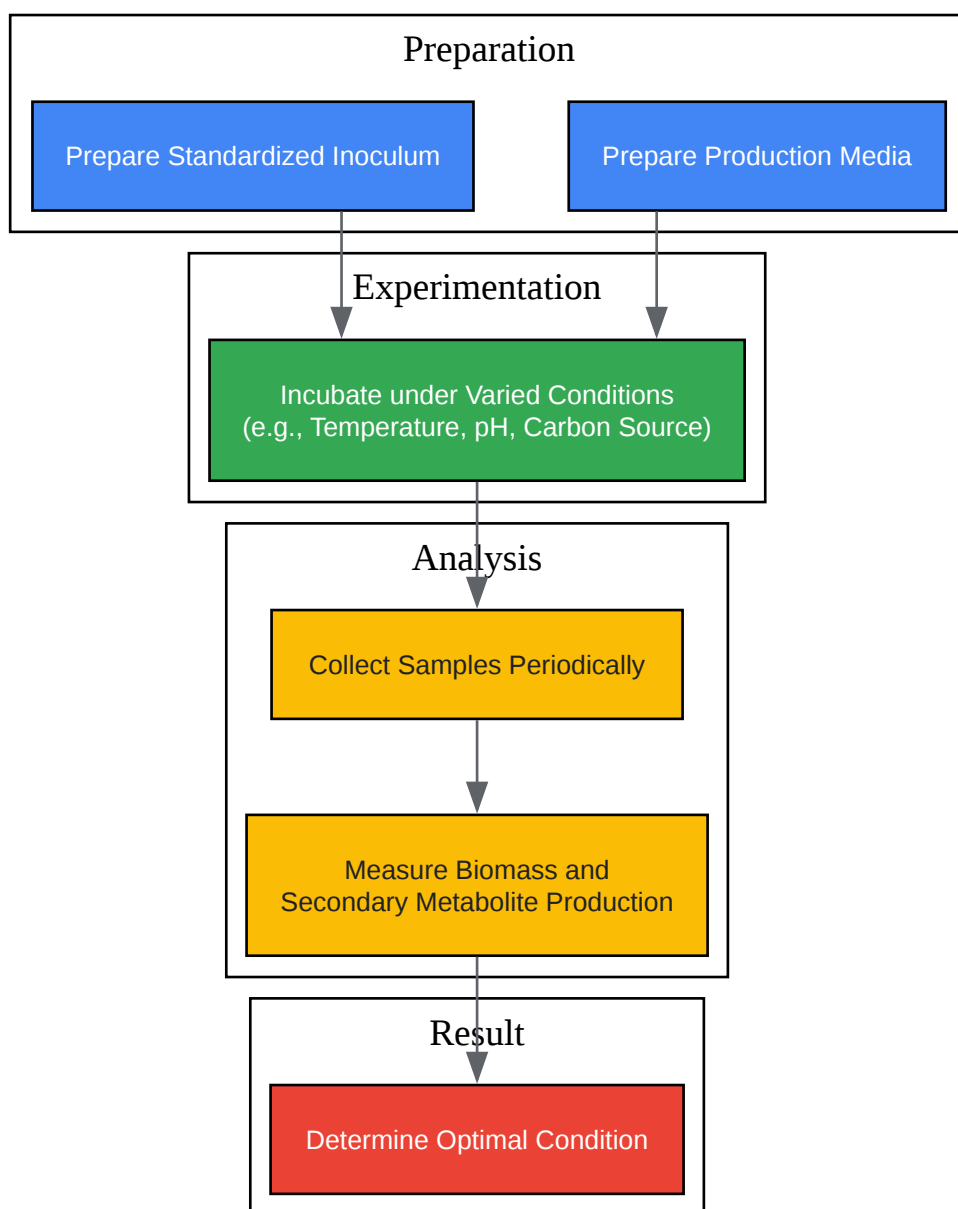 Preparation
Prepare Standardized Inoculum
Prepare Production Media
Experimentation
Incubate under Varied Conditions
(e.g., Temperature, pH, Carbon Source)
Analysis
Collect Samples Periodically
Measure Biomass and
Secondary Metabolite Production
Result
Determine Optimal Condition